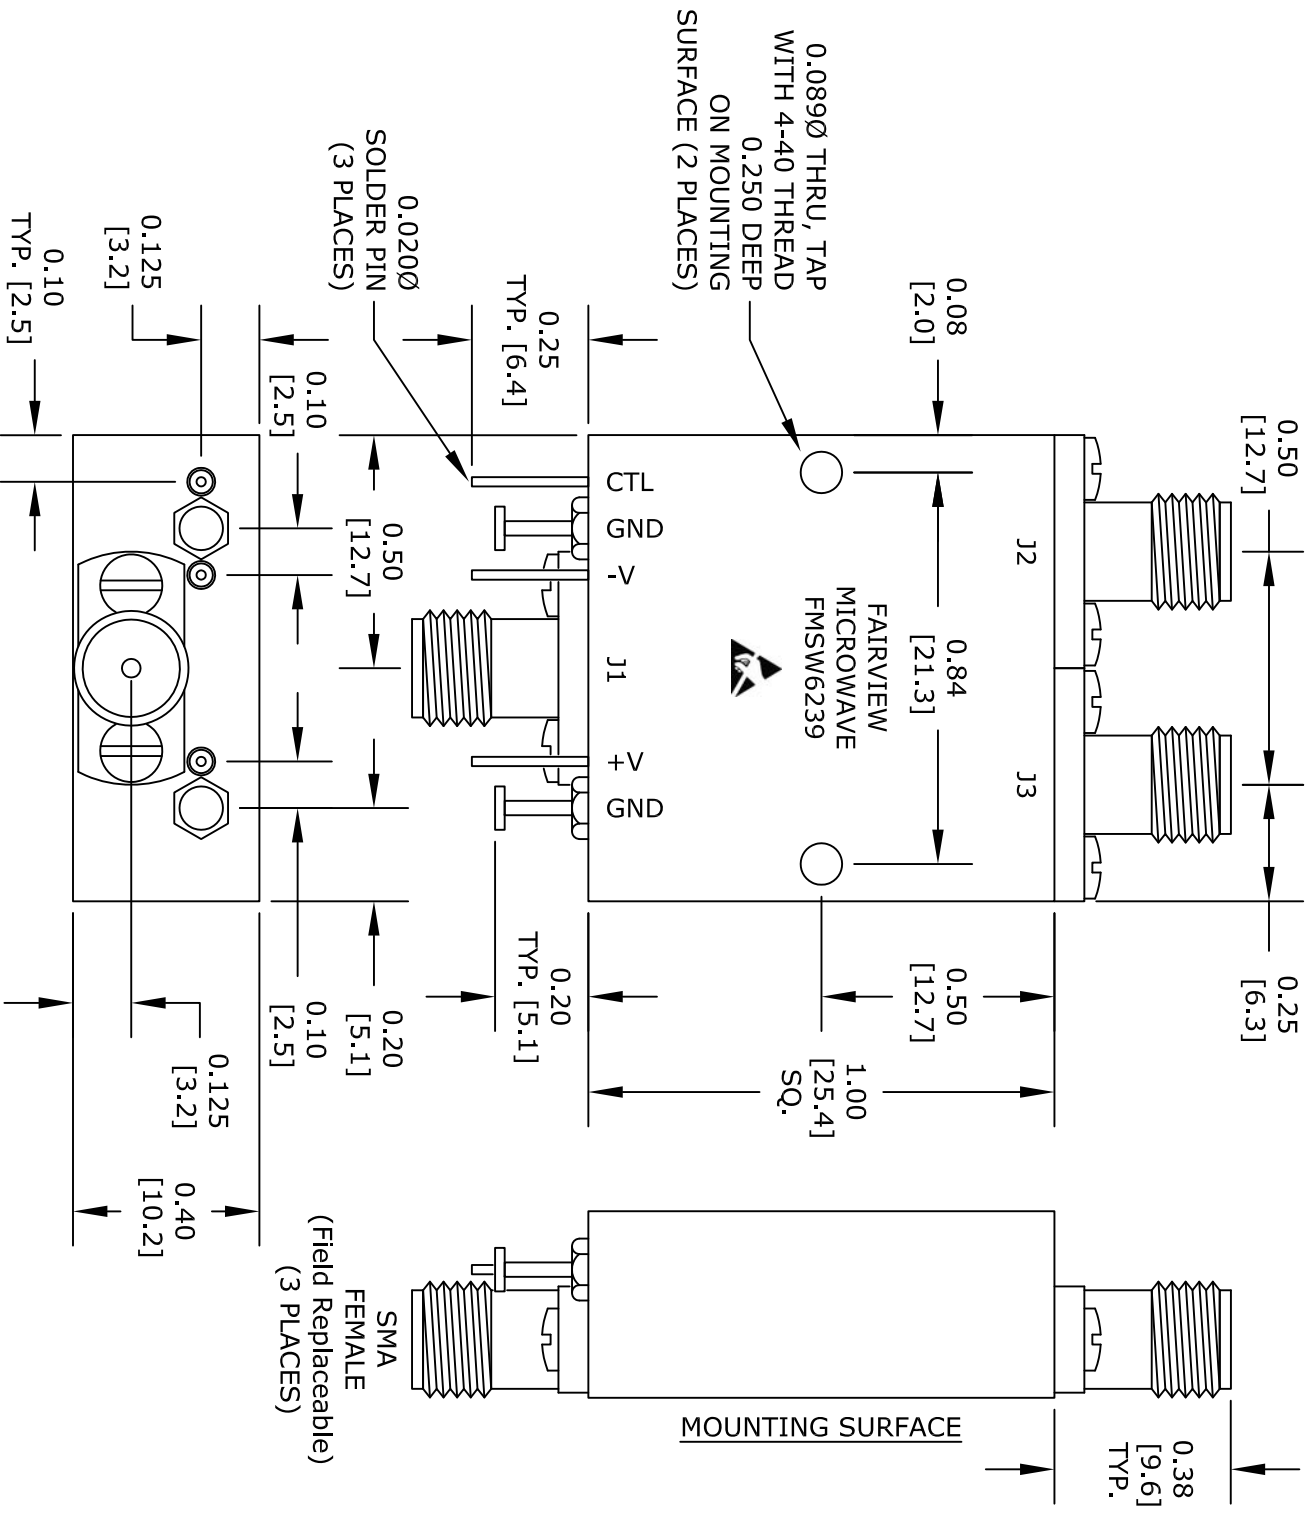 0.50
[12.7]
0.25
[6.3]
0.08
[2.0]
0.089Ø THRU, TAP
WITH 4-40 THREAD
0.250 DEEP
ON MOUNTING
SURFACE (2 PLACES)
J2
J3
0.84
[21.3]
FAIRVIEW
MICROWAVE
FMSW6239
0.50
[12.7]
1.00
[25.4]
SQ.
0.38
[9.6]
TYP.
MOUNTING SURFACE
CTL
GND
-V
J1
+V
GND
0.25
TYP. [6.4]
0.020Ø
SOLDER PIN
(3 PLACES)
0.20
TYP. [5.1]
0.50
[12.7]
0.20
[5.1]
0.10
[2.5]
0.10
[2.5]
0.125
[3.2]
0.10
TYP. [2.5]
0.125
[3.2]
0.40
[10.2]
SMA
FEMALE
(Field Replaceable)
(3 PLACES)